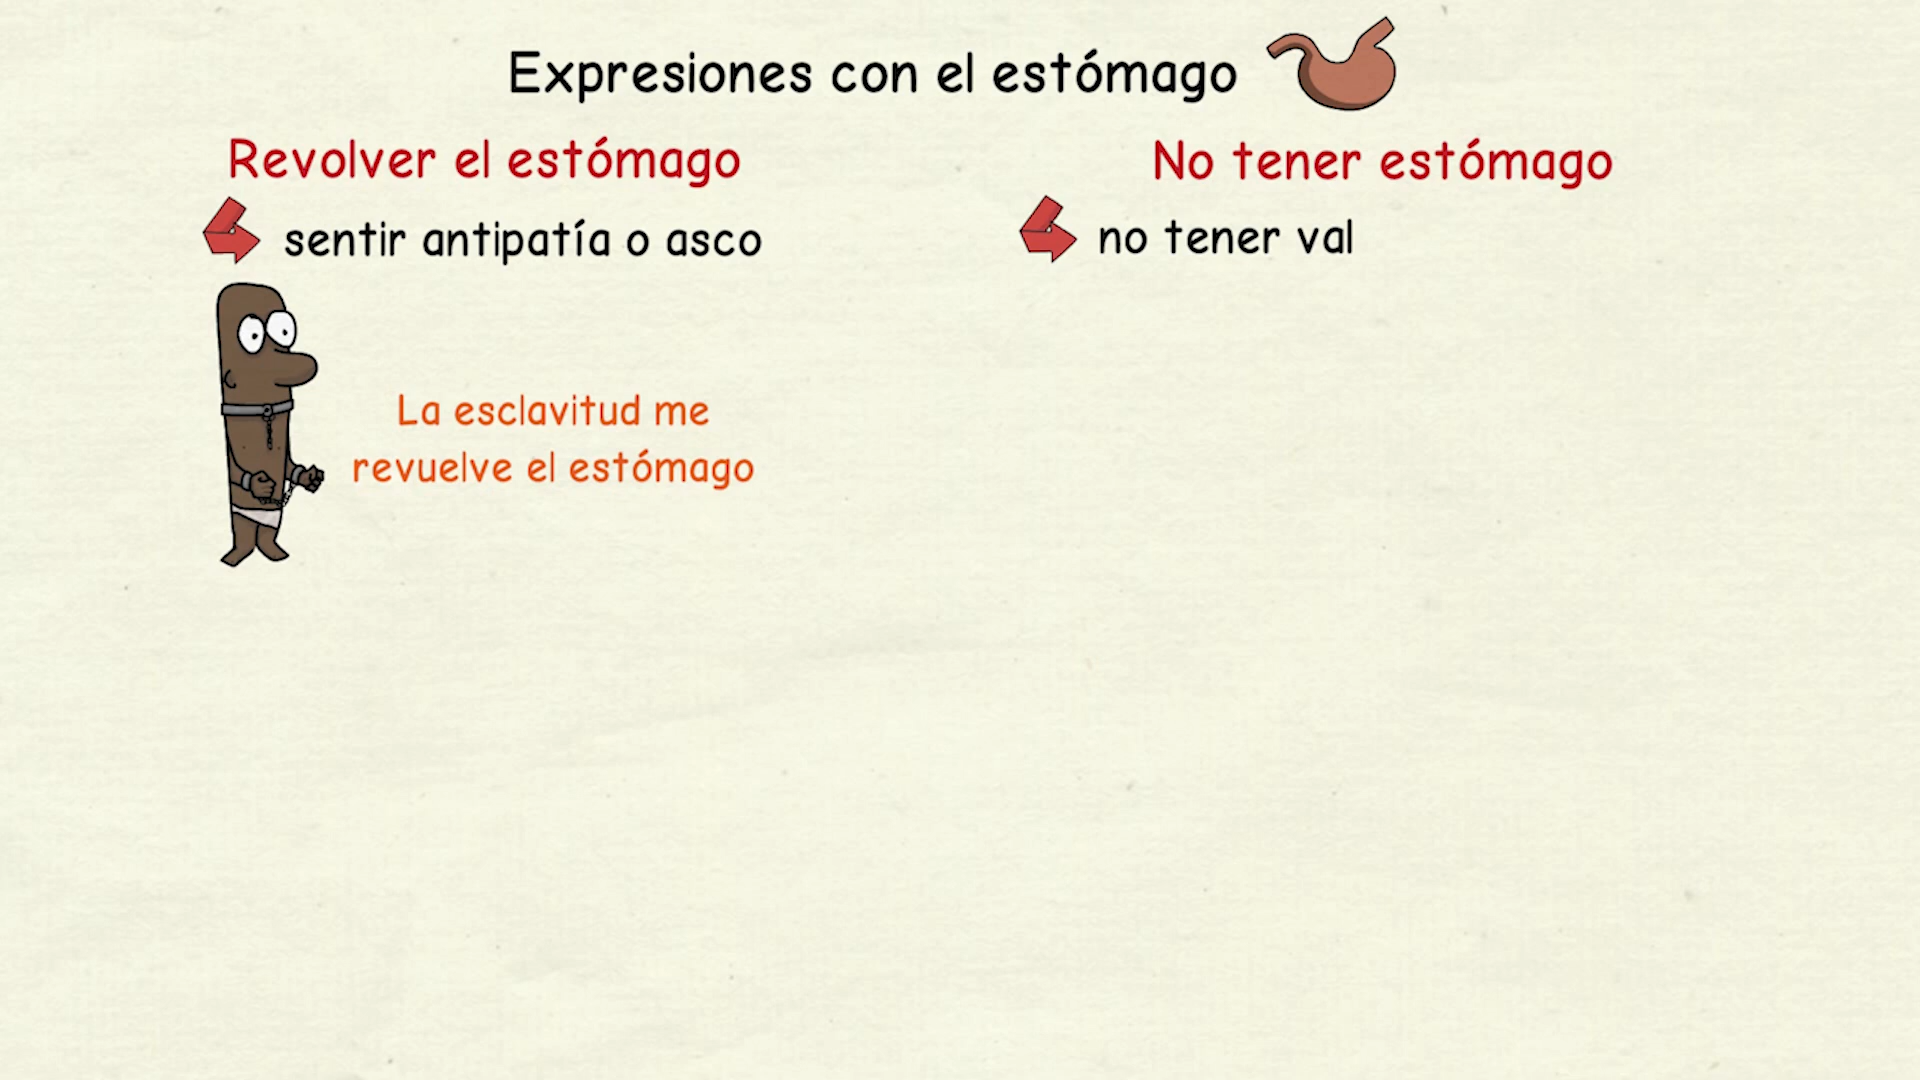 Expresiones con el estómago
Revolver el estómago
sentir antipatía o asco
La esclavitud me
revuelve el estómago
No tener estómago
no tener val